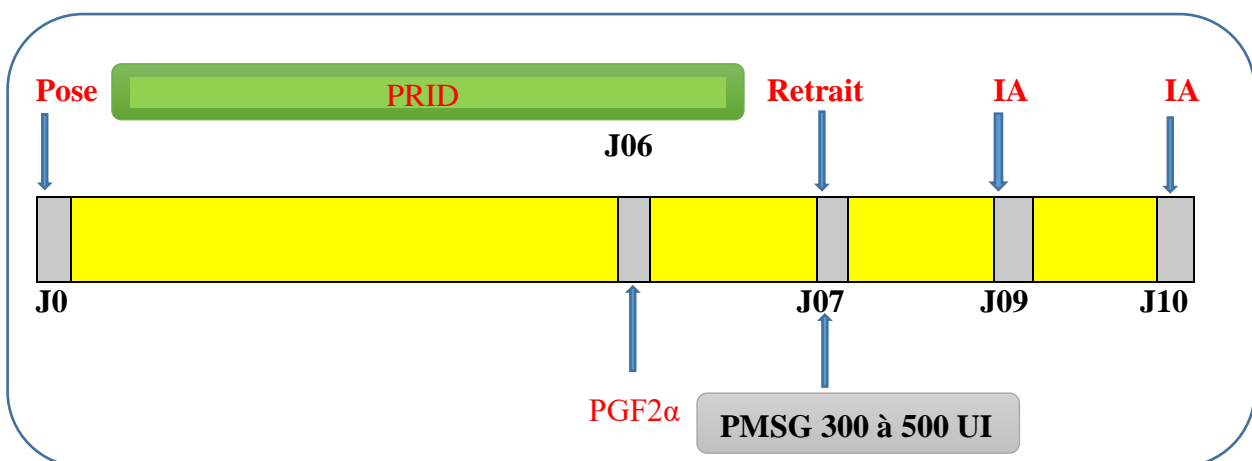 Pose
PRID
Retrait
IA
IA
J06
J0
J07
J09
J10
PGF2α
PMSG 300 à 500 UI